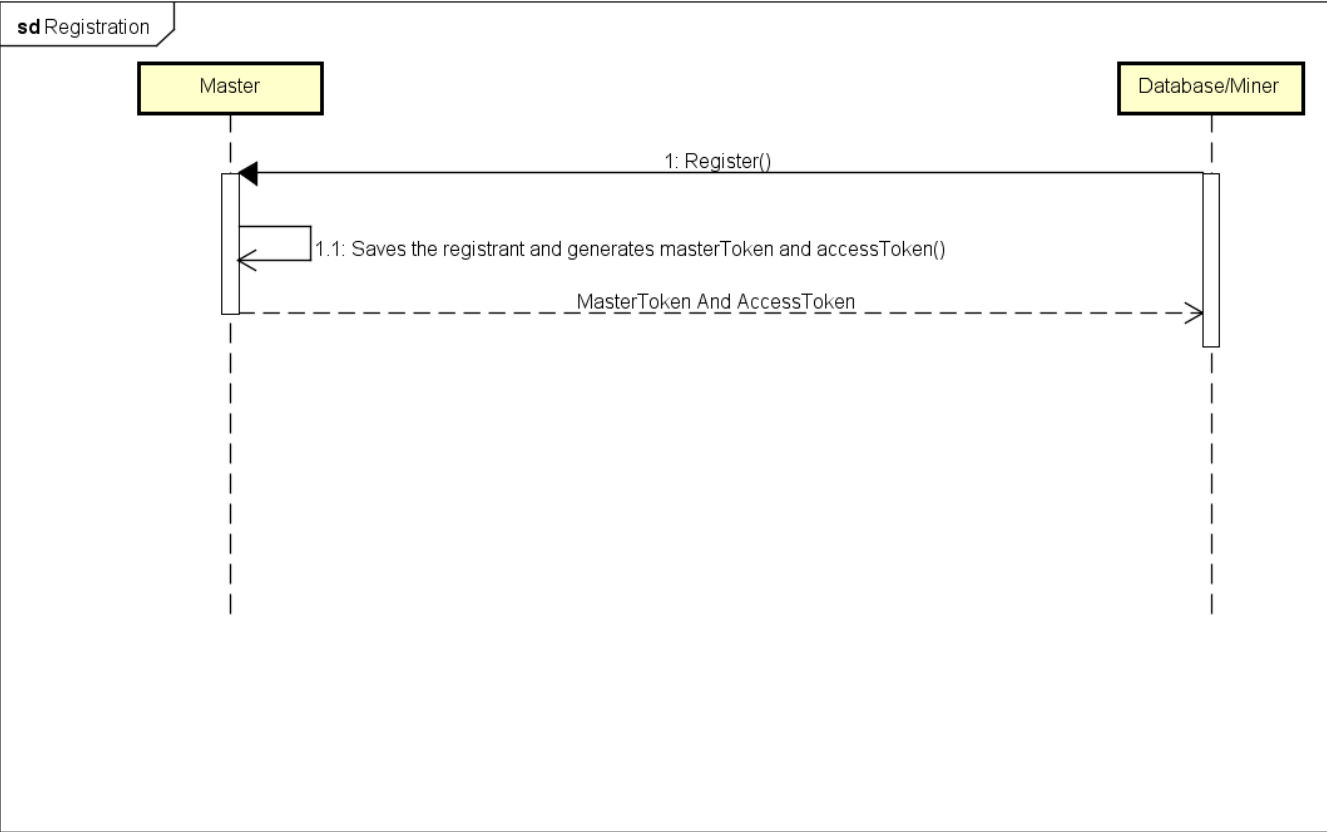 sd Registration
Master
Database/Miner
1: Register()
1.1: Saves the registrant and generates masterToken and accessToken()
MasterToken And AccessToken